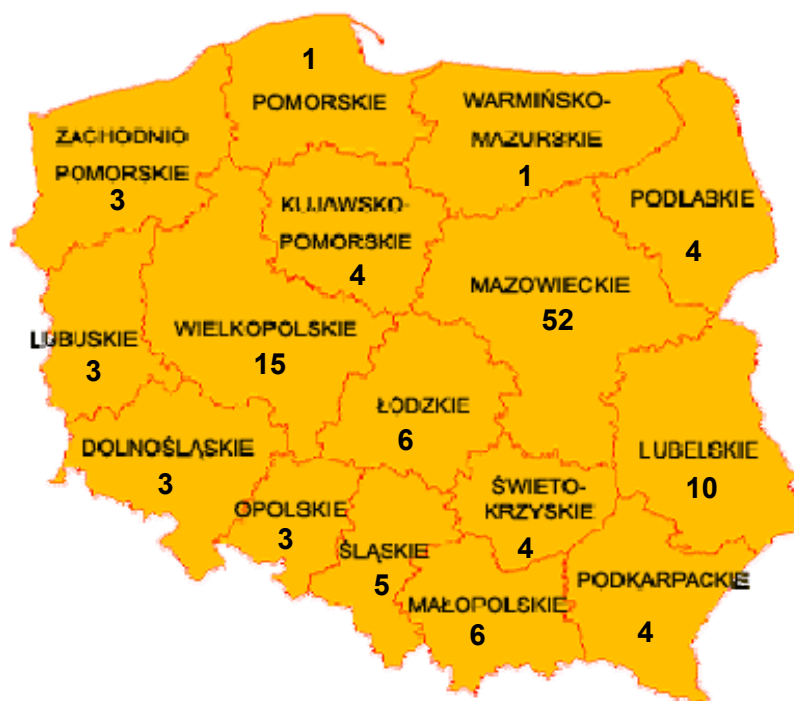 1
POMORSKIE
WARMIŃSKO-
MAZURSKIE
1
ZACHODNIO
POMORSKIE
3
KUJAWSKO-
POMORSKIE
4
PODLASKIE
4
MAZOWIECKIE
52
LUBUSKIE
3
WIELKOPOLSKIE
15
ŁÓDZKIE
6
DOLNOŚLĄSKIE
3
LUBELSKIE
10
OPOLSKIE
3
ŚWIETO-
KRZYSKIE
4
ŚLĄSKIE
5
MAŁOPOLSKIE
6
PODKARPACKIE
4